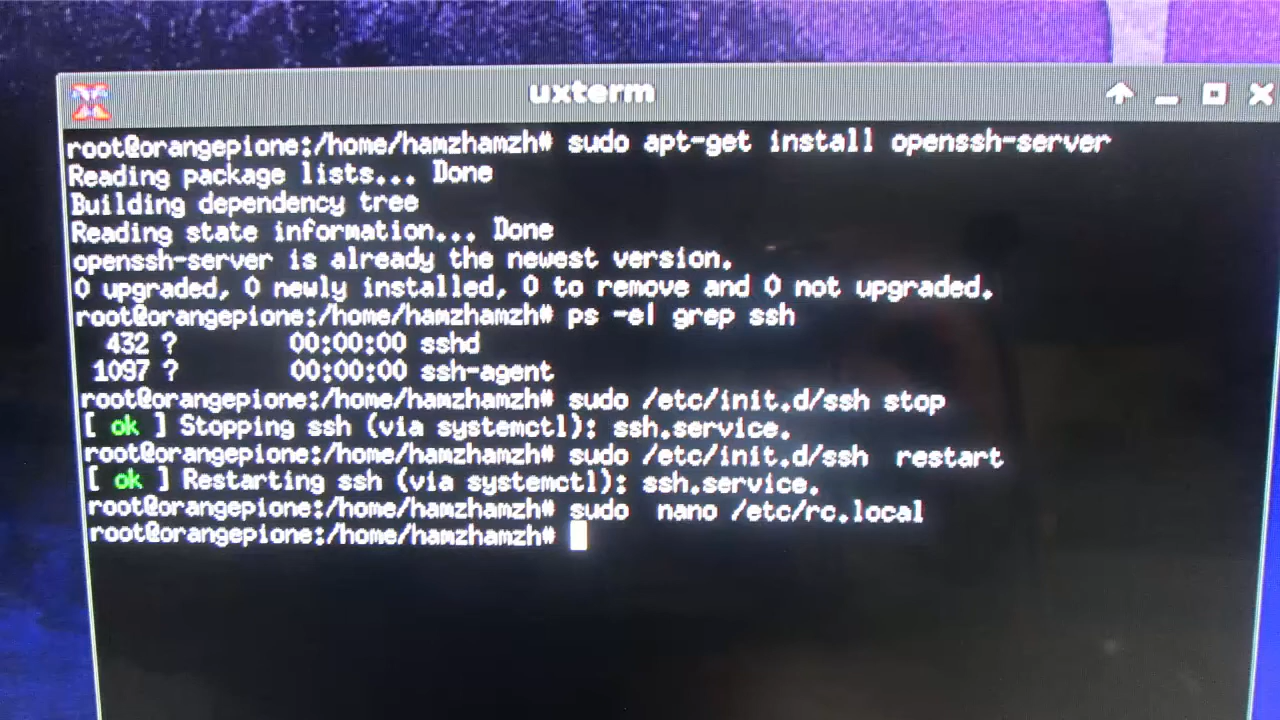 uxterm
root@orangepione:/home/hamzhamzh# sudo apt-get install openssh-server
Reading package lists... Done
Building dependency tree
Reading state information... Done
openssh-server is already the newest version.
0 upgraded, 0 newly installed, 0 to remove and 0 not upgraded.
root@orangepione:/home/hamzhamzh# ps -e| grep ssh
432 ? 00:00:00 sshd
1097 ? 00:00:00 ssh-agent
root@orangepione:/home/hamzhamzh# sudo /etc/init.d/ssh stop
[ ok ] Stopping ssh (via systemctl): ssh.service.
root@orangepione:/home/hamzhamzh# sudo /etc/init.d/ssh  restart
[ ok ] Restarting ssh (via systemctl): ssh.service.
root@orangepione:/home/hamzhamzh# sudo  nano /etc/rc.local
root@orangepione:/home/hamzhamzh#